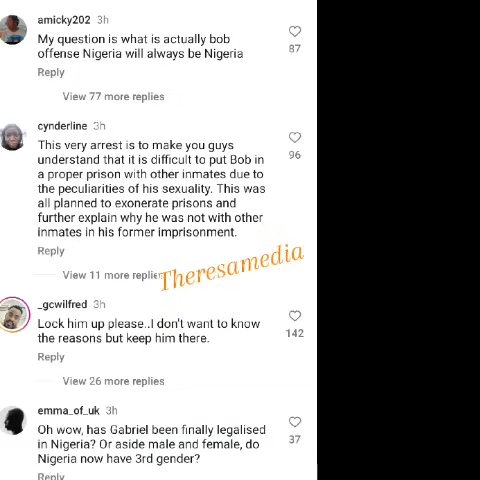 amicky202 3h
My question is what is actually bob
offense Nigeria will always be Nigeria
87
Reply
View 77 more replies
cynderline 3h
This very arrest is to make you guys
understand that it is difficult to put Bob in
a proper prison with other inmates due to
the peculiarities of his sexuality. This was
all planned to exonerate prisons and
further explain why he was not with other
inmates in his former imprisonment.
96
Reply
View 11 more replies
Theresamedia
_gcwilfred 3h
Lock him up please..I don't want to know
the reasons but keep him there.
142
Reply
View 26 more replies
emma_of_uk 3h
Oh wow, has Gabriel been finally legalised
in Nigeria? Or aside male and female, do
Nigeria now have 3rd gender?
37
Reply